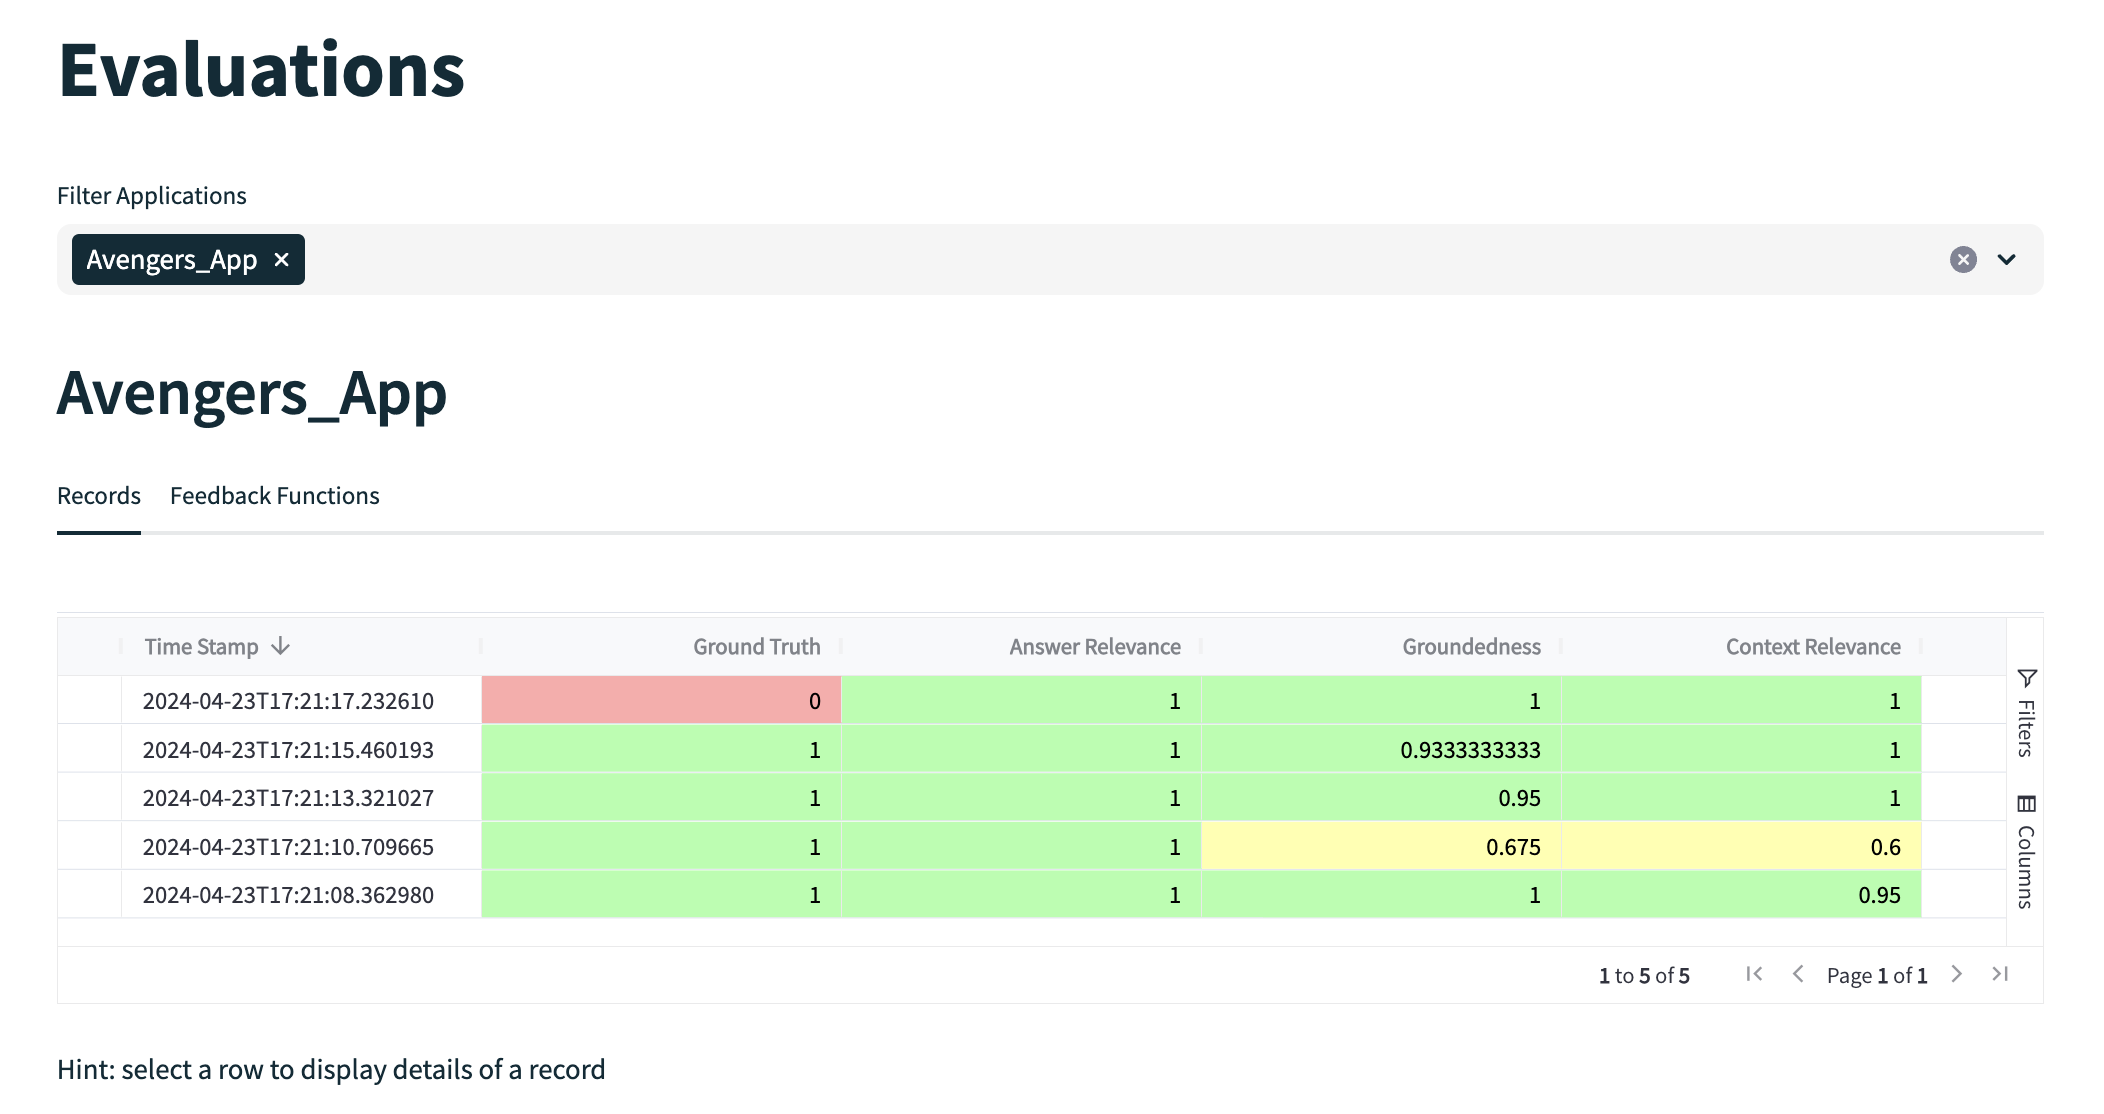 Evaluations
Filter Applications
Avengers_App
Avengers_App
Records Feedback Functions
Time Stamp Ground Truth Answer Relevance Groundedness Context Relevance
2024-04-23T17:21:17.232610 0 1 1 1
2024-04-23T17:21:15.460193 1 1 0.9333333333 1
2024-04-23T17:21:13.321027 1 1 0.95 1
2024-04-23T17:21:10.709665 1 1 0.675 0.6
2024-04-23T17:21:08.362980 1 1 1 0.95
Filters
Columns
1 to 5 of 5 Page 1 of 1
Hint: select a row to display details of a record